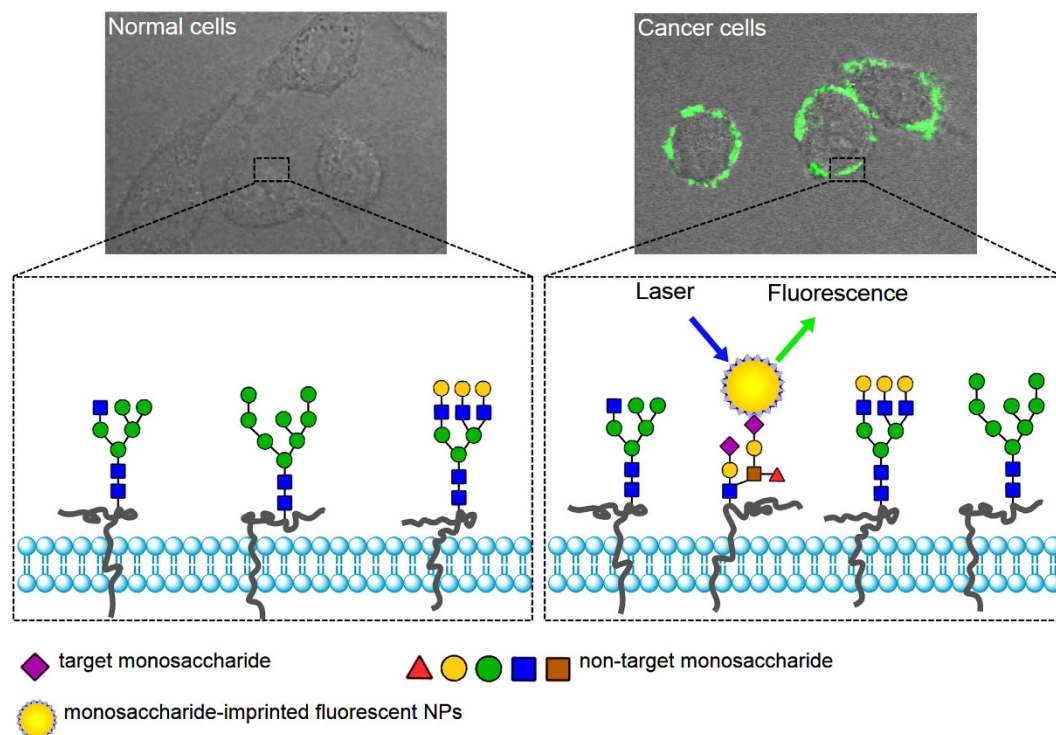 Normal cells
Cancer cells
Laser
Fluorescence
target monosaccharide
non-target monosaccharide
monosaccharide-imprinted fluorescent NPs